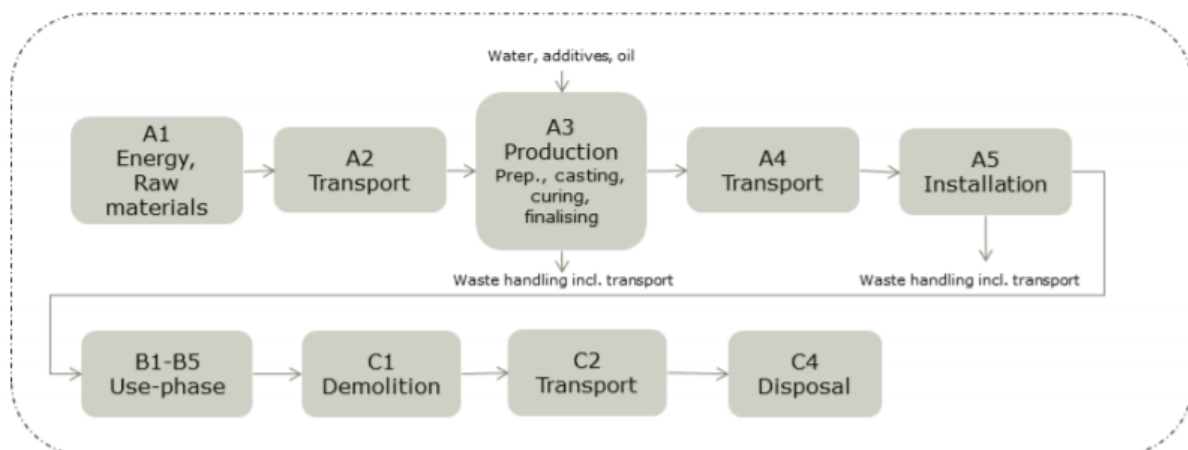 Water, additives, oil
A1
Energy,
Raw
materials
A2
Transport
A3
Production
Prep., casting,
curing,
finalising
A4
Transport
A5
Installation
Waste handling incl. transport
Waste handling incl. transport
B1-B5
Use-phase
C1
Demolition
C2
Transport
C4
Disposal